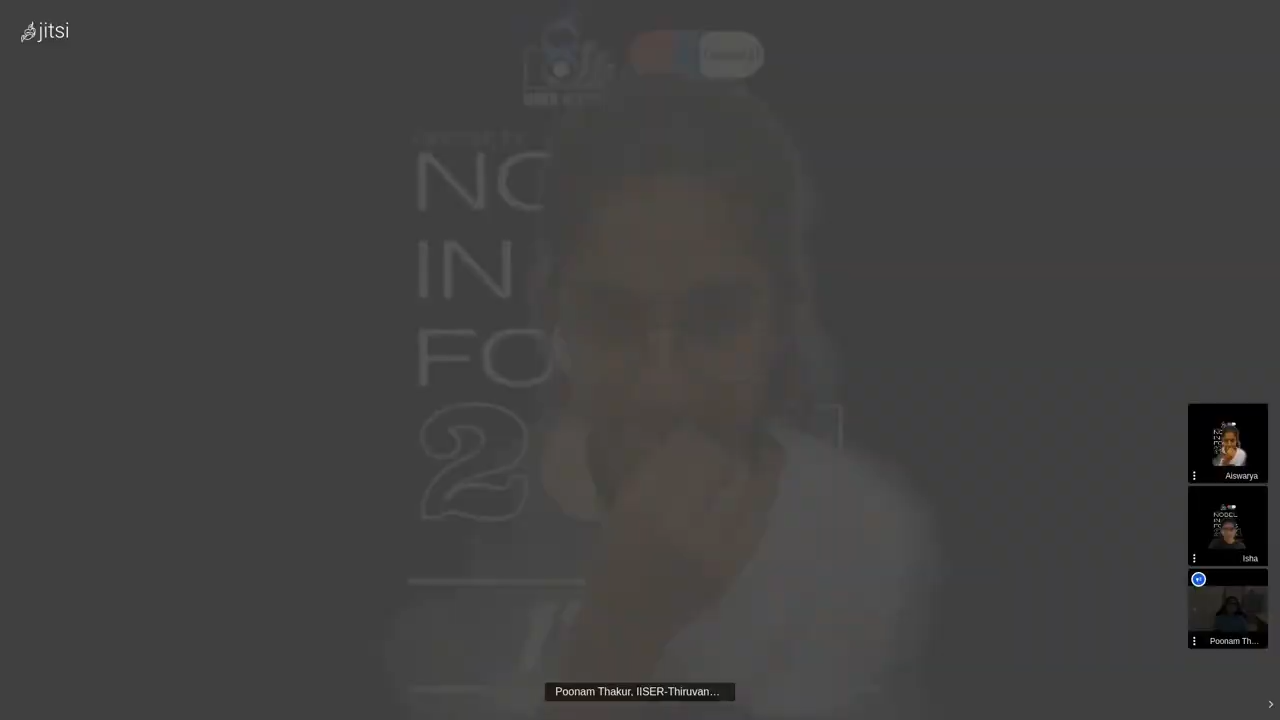 jitsi
NO
IN
FO
2
Aiswarya
Isha
Poonam Th...
Poonam Thakur, IISER-Thiruvan...